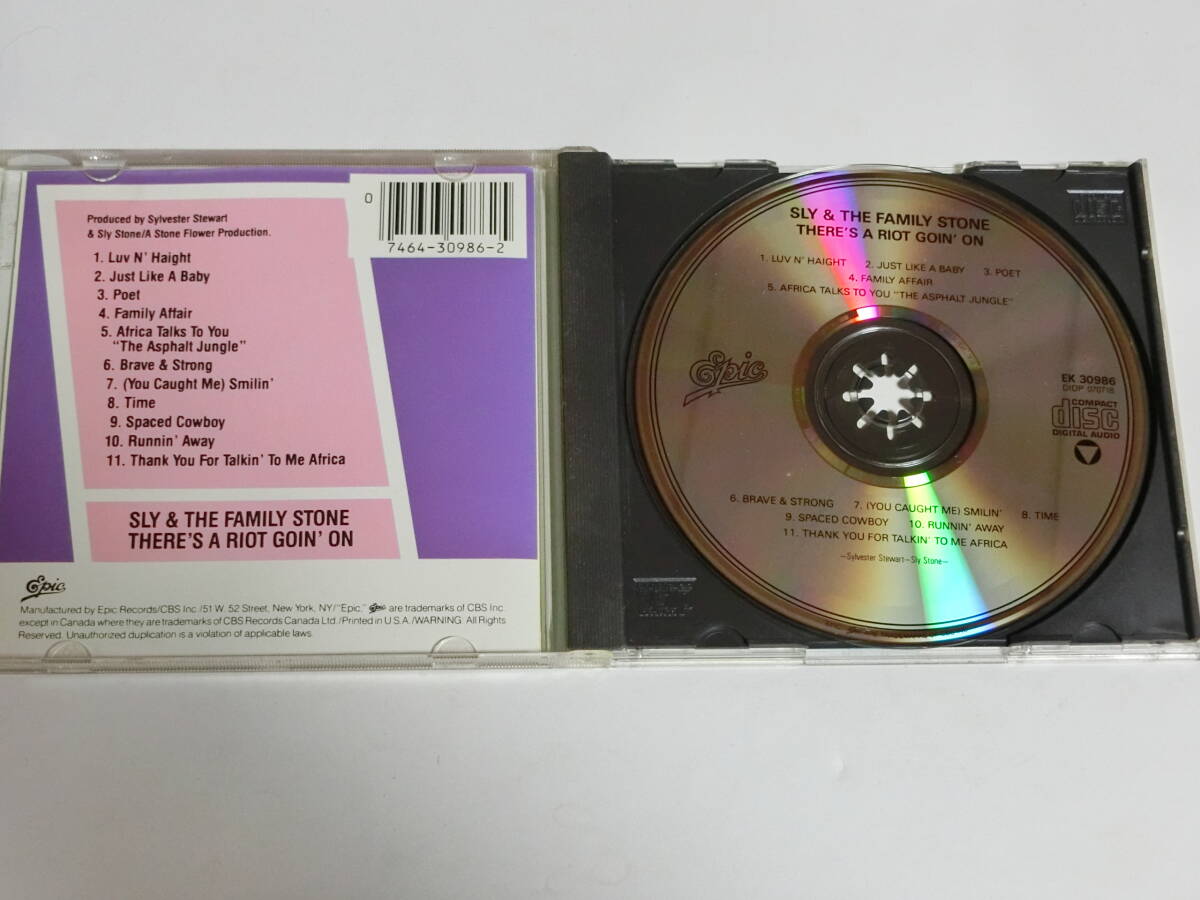 Produced by Sylvester Stewart
& Sly Stone/A Stone Flower Production.
1. Luv N' Haight
2. Just Like A Baby
3. Poet
4. Family Affair
5. Africa Talks To You
"The Asphalt Jungle"
6. Brave & Strong
7. (You Caught Me) Smilin'
8. Time
9. Spaced Cowboy
10. Runnin' Away
11. Thank You For Talkin' To Me Africa
SLY & THE FAMILY STONE
THERE'S A RIOT GOIN' ON
0
7464-30986-2
Epic
Manufactured by Epic Records/CBS Inc./51 W. 52 Street, New York, NY/"Epic," Epic are trademarks of CBS Inc.
except in Canada where they are trademarks of CBS Records Canada Ltd./Printed in U.S.A./WARNING: All Rights
Reserved. Unauthorized duplication is a violation of applicable laws.
SLY & THE FAMILY STONE
THERE'S A RIOT GOIN' ON
1. LUV N' HAIGHT 2. JUST LIKE A BABY 3. POET
4. FAMILY AFFAIR
5. AFRICA TALKS TO YOU "THE ASPHALT JUNGLE"
Epic
EK 30986
DIDP 070718
COMPACT
disc
DIGITAL AUDIO
6. BRAVE & STRONG 7. (YOU CAUGHT ME) SMILIN' 8. TIME
9. SPACED COWBOY 10. RUNNIN' AWAY
11. THANK YOU FOR TALKIN' TO ME AFRICA
—Sylvester Stewart—Sly Stone—
disc